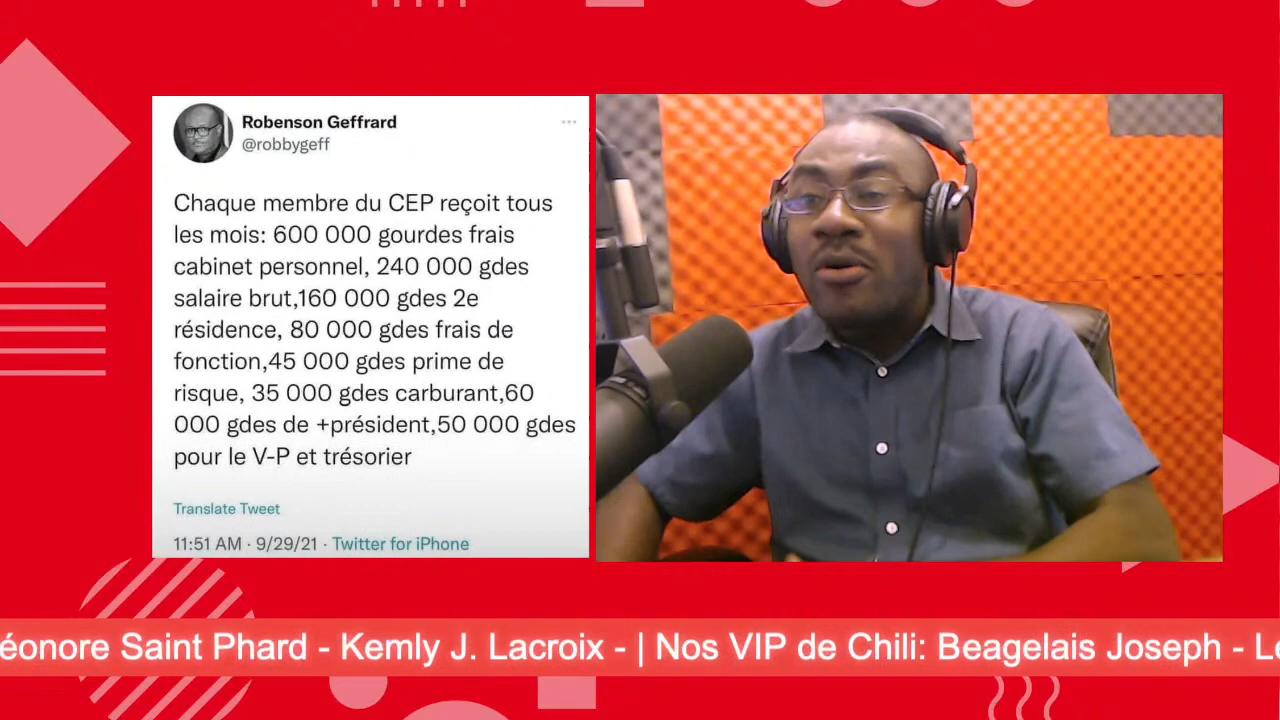 Robenson Geffrard
@robbygeff
Chaque membre du CEP reçoit tous
les mois: 600 000 gourdes frais
cabinet personnel, 240 000 gdes
salaire brut,160 000 gdes 2e
résidence, 80 000 gdes frais de
fonction,45 000 gdes prime de
risque, 35 000 gdes carburant,60
000 gdes de +président,50 000 gdes
pour le V-P et trésorier
Translate Tweet
11:51 AM · 9/29/21 · Twitter for iPhone
éonore Saint Phard - Kemly J. Lacroix - | Nos VIP de Chili: Beagelais Joseph - Le